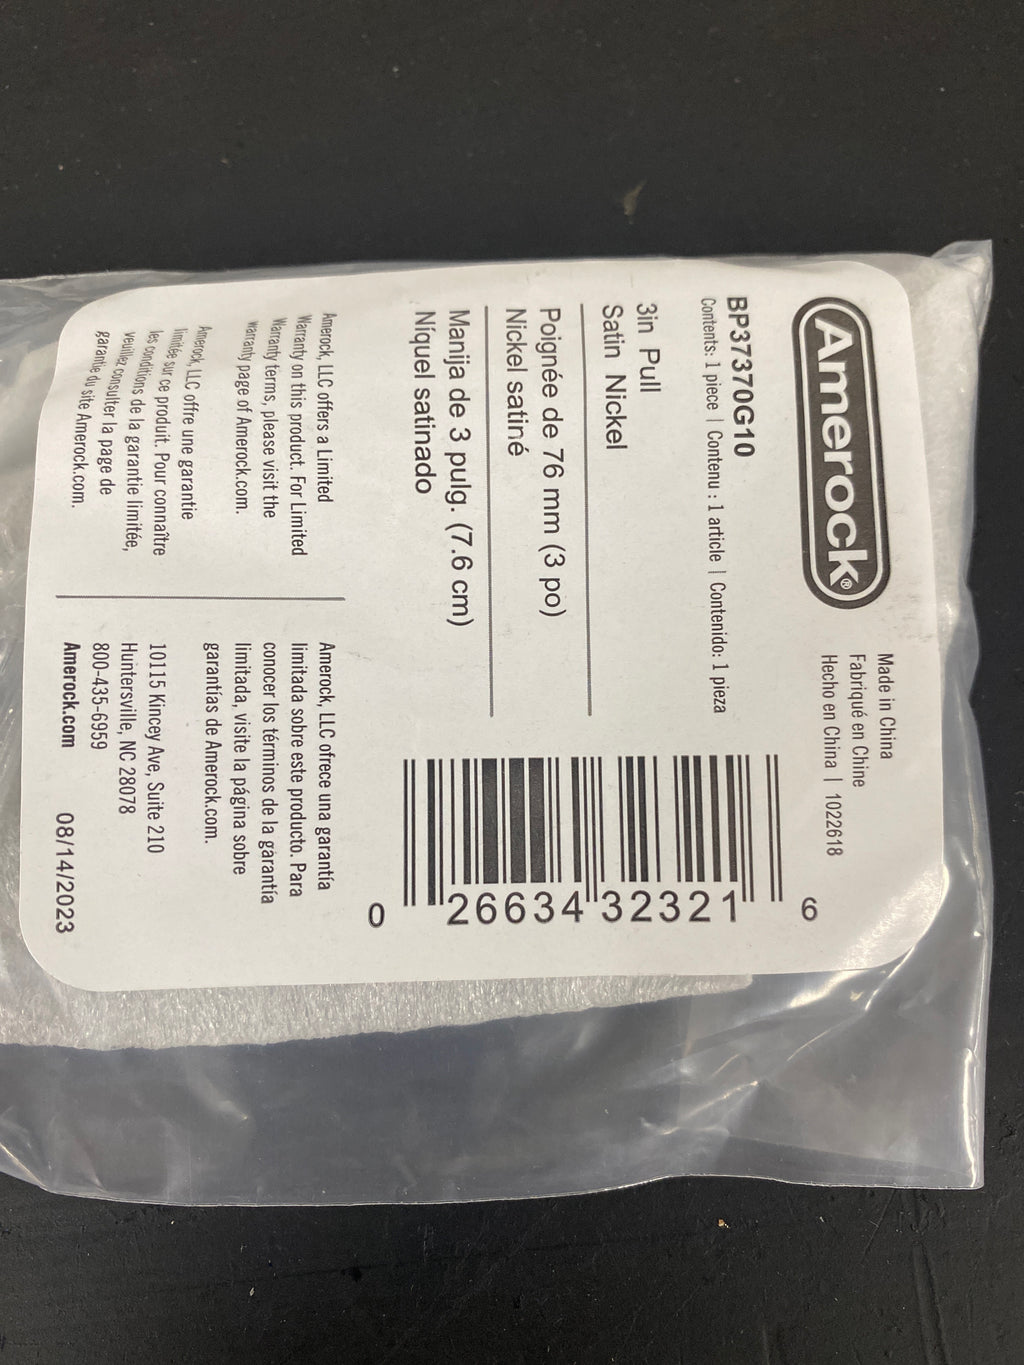 Amerock®
Made in China
Fabriqué en Chine
Hecho en China | 1022618
BP37370G10
Contents: 1 piece | Contenu : 1 article | Contenido: 1 pieza
3in Pull
Satin Nickel
Poignée de 76 mm (3 po)
Nickel satiné
Manija de 3 pulg. (7.6 cm)
Níquel satinado
0 26634 32321 6
Amerock, LLC offers a Limited
Warranty on this product. For Limited
Warranty terms, please visit the
warranty page of Amerock.com.
Amerock, LLC offre une garantie
limitée sur ce produit. Pour connaître
les conditions de la garantie limitée,
veuillez consulter la page de
garantie du site Amerock.com.
Amerock, LLC ofrece una garantía
limitada sobre este producto. Para
conocer los términos de la garantía
limitada, visite la página sobre
garantías de Amerock.com.
10115 Kincey Ave, Suite 210
Huntersville, NC 28078
800-435-6959
Amerock.com
08/14/2023